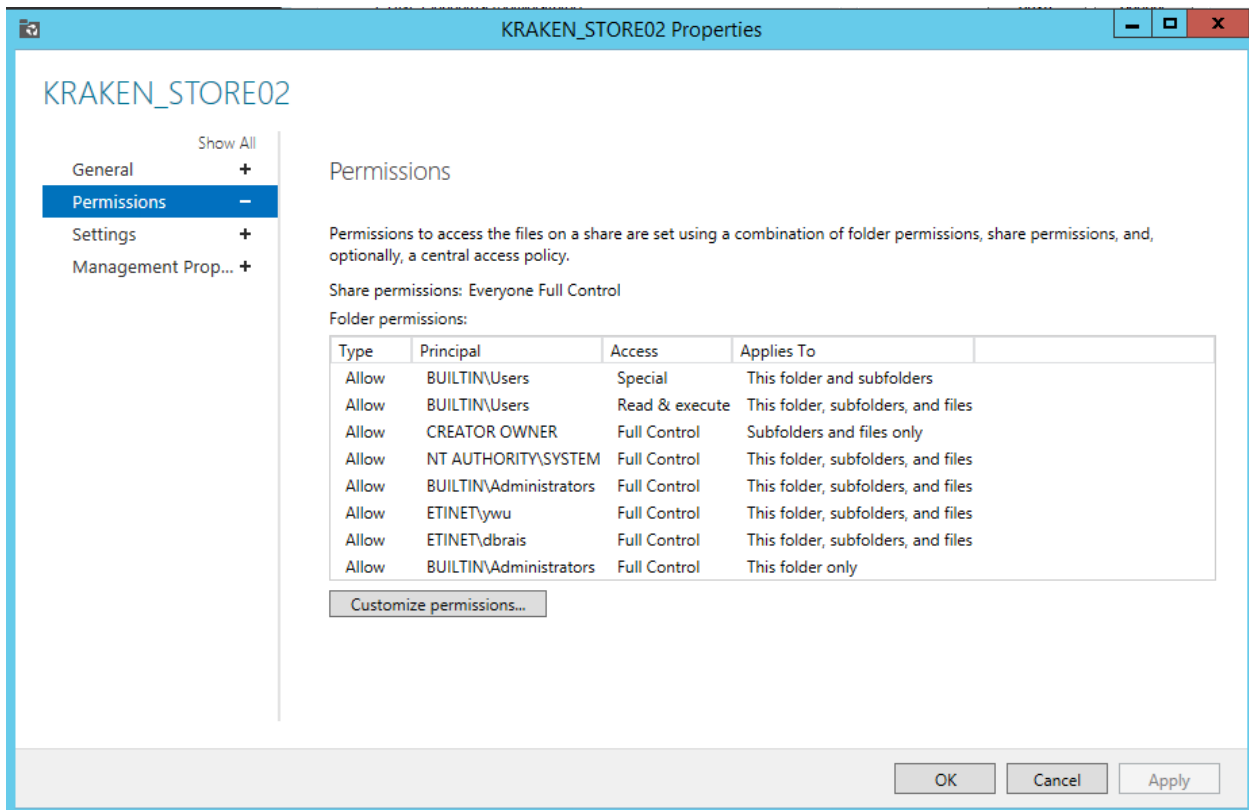 KRAKEN_STORE02 Properties
KRAKEN_STORE02
Show All
General
Permissions
Settings
Management Prop...
Permissions
Permissions to access the files on a share are set using a combination of folder permissions, share permissions, and,
optionally, a central access policy.
Share permissions: Everyone Full Control
Folder permissions:
Type Principal Access Applies To
Allow BUILTIN\Users Special This folder and subfolders
Allow BUILTIN\Users Read & execute This folder, subfolders, and files
Allow CREATOR OWNER Full Control Subfolders and files only
Allow NT AUTHORITY\SYSTEM Full Control This folder, subfolders, and files
Allow BUILTIN\Administrators Full Control This folder, subfolders, and files
Allow ETINET\ywu Full Control This folder, subfolders, and files
Allow ETINET\dbrais Full Control This folder, subfolders, and files
Allow BUILTIN\Administrators Full Control This folder only
Customize permissions...
OK Cancel Apply